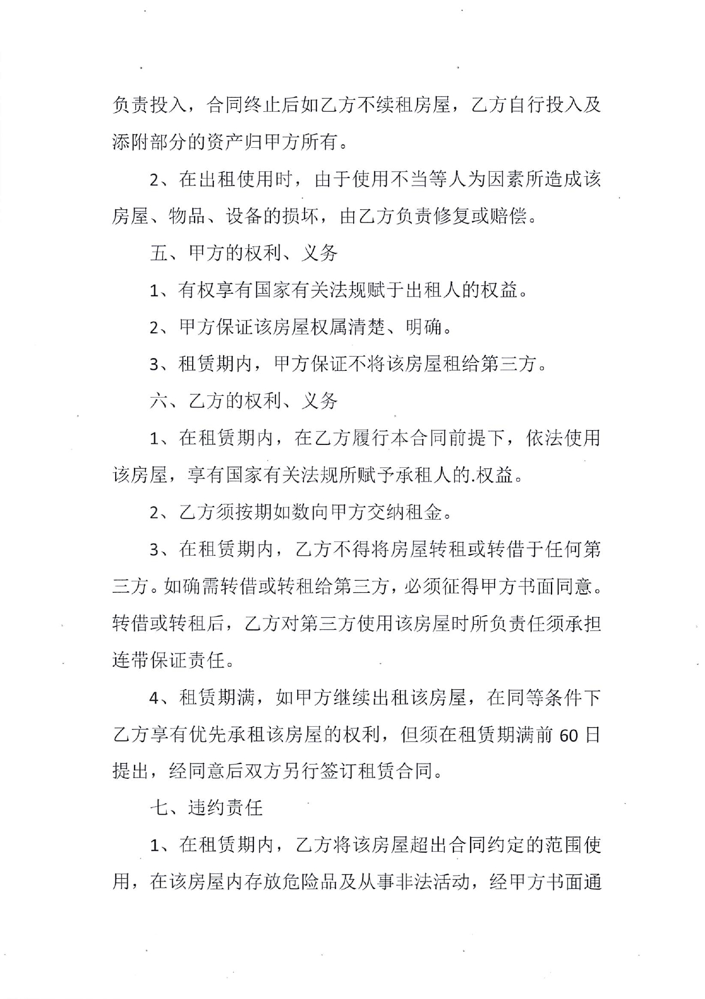 负责投入，合同终止后如乙方不续租房屋，乙方自行投入及
添附部分的资产归甲方所有。
2、在出租使用时，由于使用不当等人为因素所造成该
房屋、物品、设备的损坏，由乙方负责修复或赔偿。
五、甲方的权利、义务
1、有权享有国家有关法规赋于出租人的权益。
2、甲方保证该房屋权属清楚、明确。
3、租赁期内，甲方保证不将该房屋租给第三方。
六、乙方的权利、义务
1、在租赁期内，在乙方履行本合同前提下，依法使用
该房屋，享有国家有关法规所赋予承租人的.权益。
2、乙方须按期如数向甲方交纳租金。
3、在租赁期内，乙方不得将房屋转租或转借于任何第
三方。如确需转借或转租给第三方，必须征得甲方书面同意。
转借或转租后，乙方对第三方使用该房屋时所负责任须承担
连带保证责任。
4、租赁期满，如甲方继续出租该房屋，在同等条件下
乙方享有优先承租该房屋的权利，但须在租赁期满前 60 日
提出，经同意后双方另行签订租赁合同。
七、违约责任
1、在租赁期内，乙方将该房屋超出合同约定的范围使
用，在该房屋内存放危险品及从事非法活动，经甲方书面通